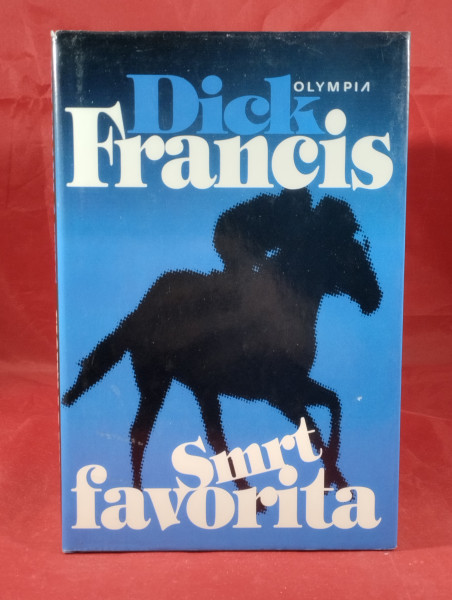 Dick
OLYMPIA
Francis
Smrt
favorita